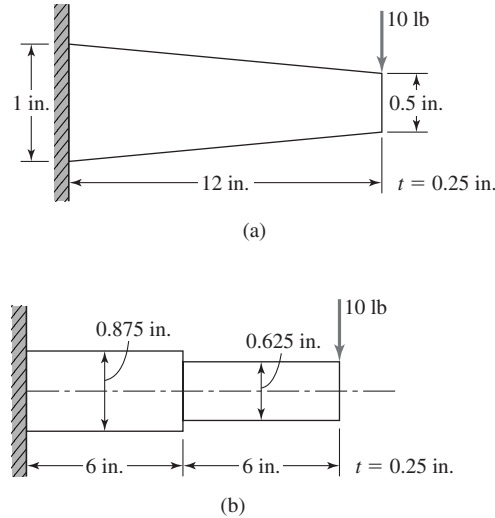 10 lb
1 in.
0.5 in.
12 in.
t = 0.25 in.
(a)
10 lb
0.875 in.
0.625 in.
6 in.
6 in.
t = 0.25 in.
(b)